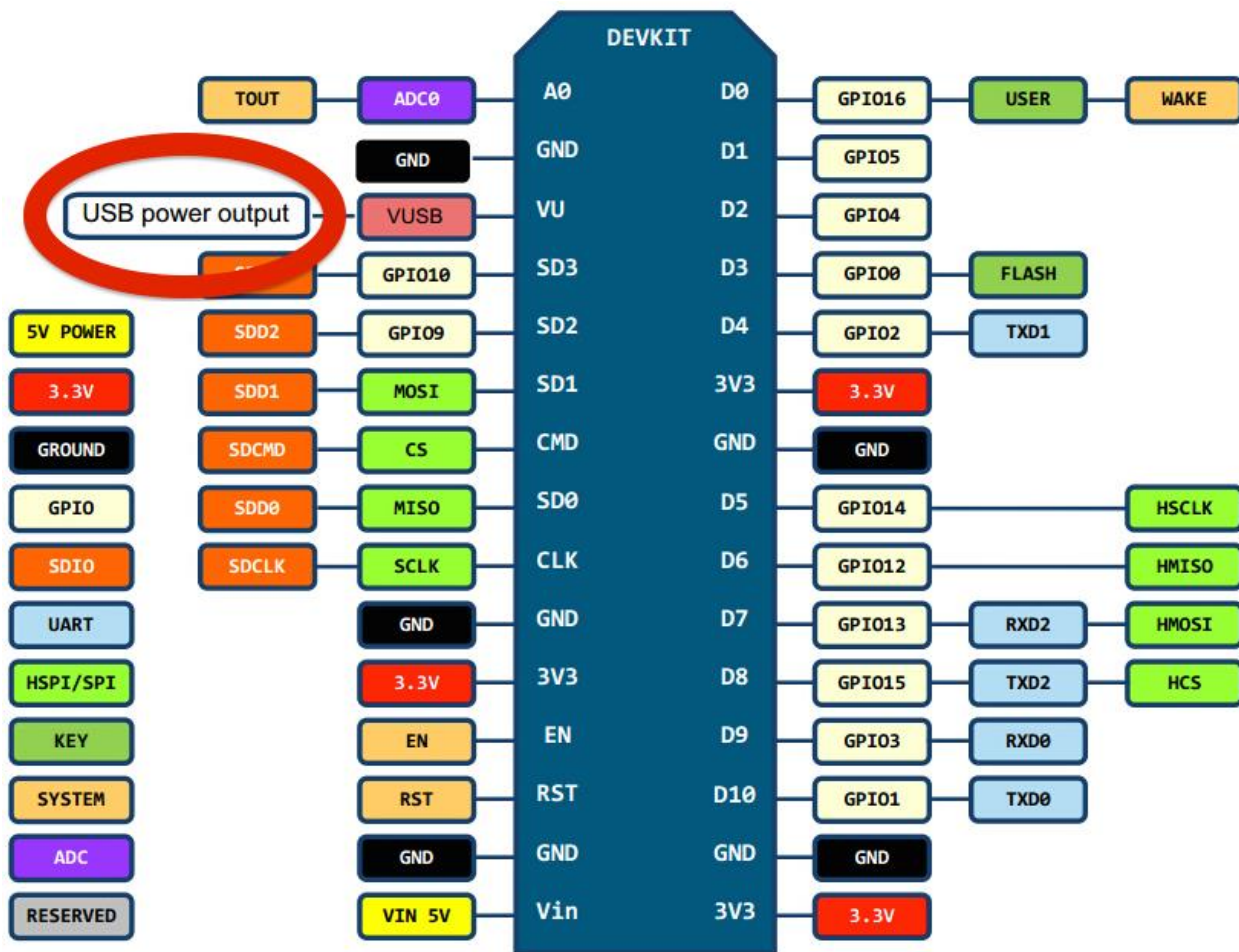 DEVKIT
TOUT ADC0 A0 D0 GPIO16 USER WAKE
GND GND D1 GPIO5
USB power output VUSB VU D2 GPIO4
GPIO10 SD3 D3 GPIO0 FLASH
5V POWER SDD2 GPIO9 SD2 D4 GPIO2 TXD1
3.3V SDD1 MOSI SD1 3V3 3.3V
GROUND SDCMD CS CMD GND GND
GPIO SDD0 MISO SD0 D5 GPIO14 HSCLK
SDIO SDCLK SCLK CLK D6 GPIO12 HMISO
UART GND GND D7 GPIO13 RXD2 HMOSI
HSPI/SPI 3.3V 3V3 D8 GPIO15 TXD2 HCS
KEY EN EN D9 GPIO3 RXD0
SYSTEM RST RST D10 GPIO1 TXD0
ADC GND GND GND GND
RESERVED VIN 5V Vin 3V3 3.3V